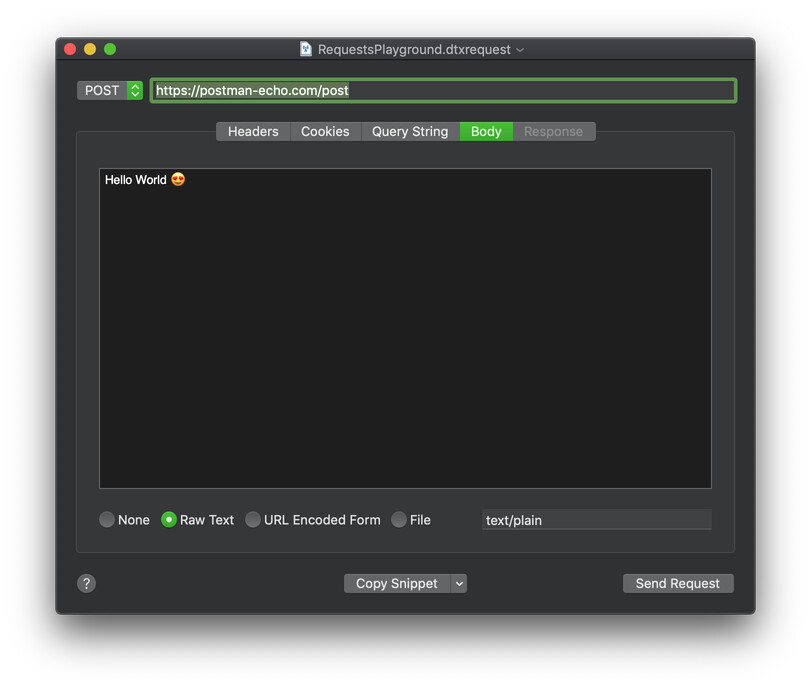 RequestsPlayground.dtxrequest
POST https://postman-echo.com/post
Headers Cookies Query String Body Response
Hello World 😍
None Raw Text URL Encoded Form File text/plain
? Copy Snippet Send Request